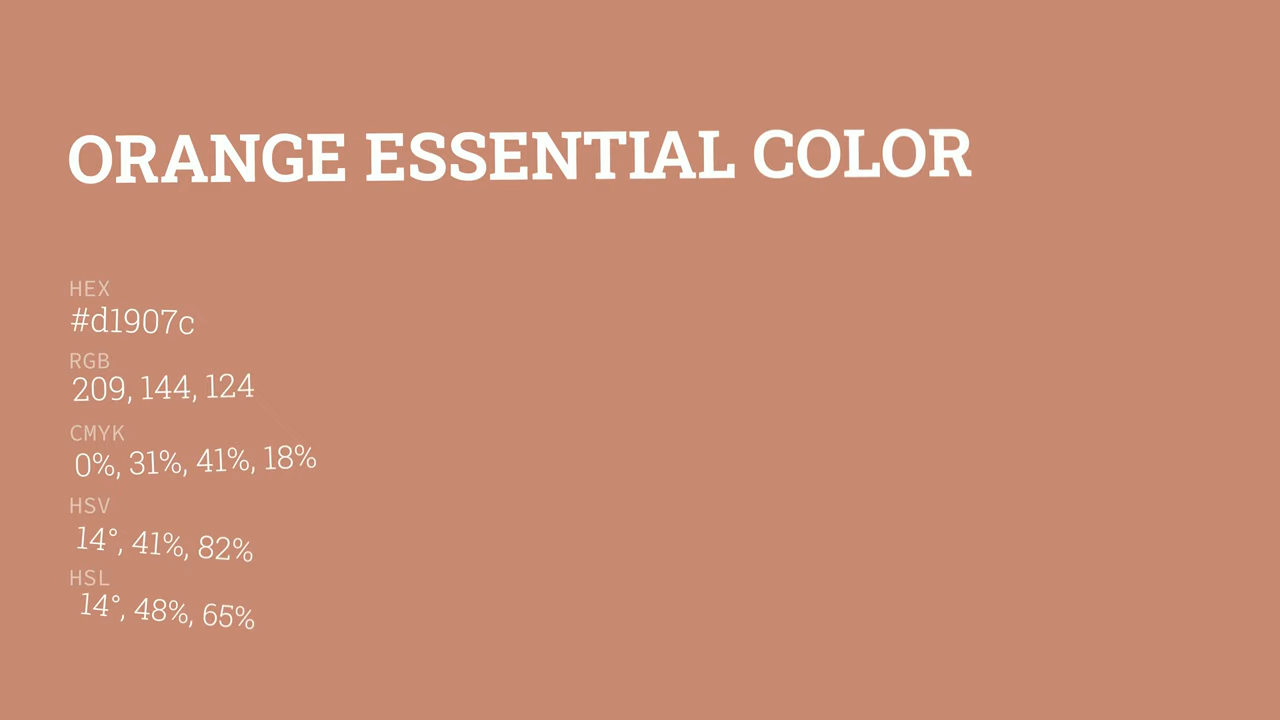 ORANGE ESSENTIAL COLOR
HEX
#d1907c
RGB
209, 144, 124
CMYK
0%, 31%, 41%, 18%
HSV
14°, 41%, 82%
HSL
14°, 48%, 65%